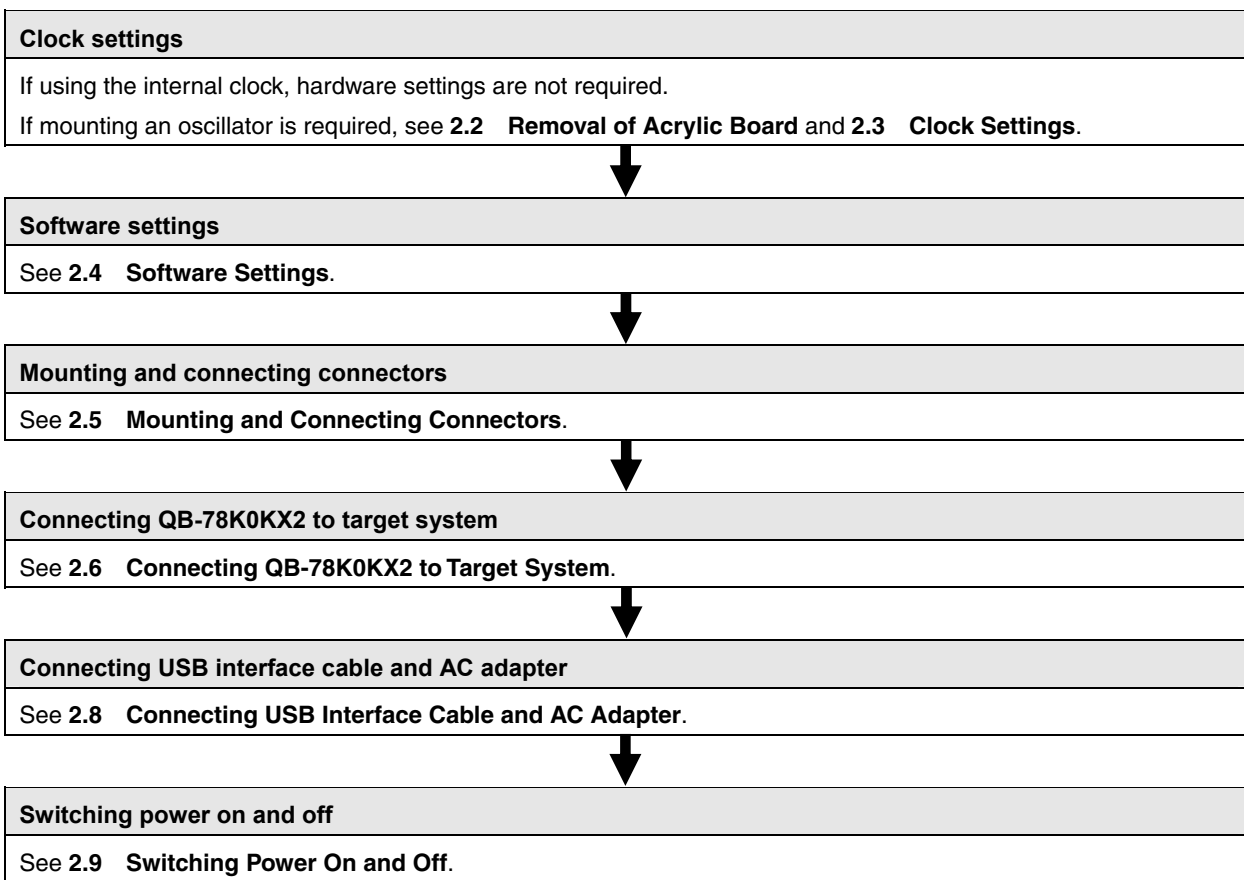 Clock settings
If using the internal clock, hardware settings are not required.
If mounting an oscillator is required, see 2.2 Removal of Acrylic Board and 2.3 Clock Settings.
Software settings
See 2.4 Software Settings.
Mounting and connecting connectors
See 2.5 Mounting and Connecting Connectors.
Connecting QB-78K0KX2 to target system
See 2.6 Connecting QB-78K0KX2 to Target System.
Connecting USB interface cable and AC adapter
See 2.8 Connecting USB Interface Cable and AC Adapter.
Switching power on and off
See 2.9 Switching Power On and Off.